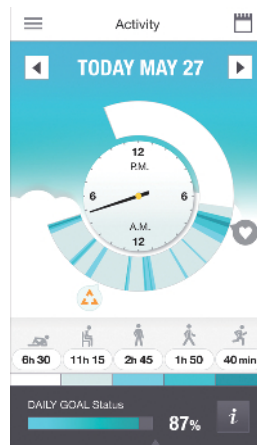 Activity
TODAY MAY 27
12
P.M.
6
6
A.M.
12
6h 30
11h 15
2h 45
1h 50
40 min
DAILY GOAL Status
87%
i